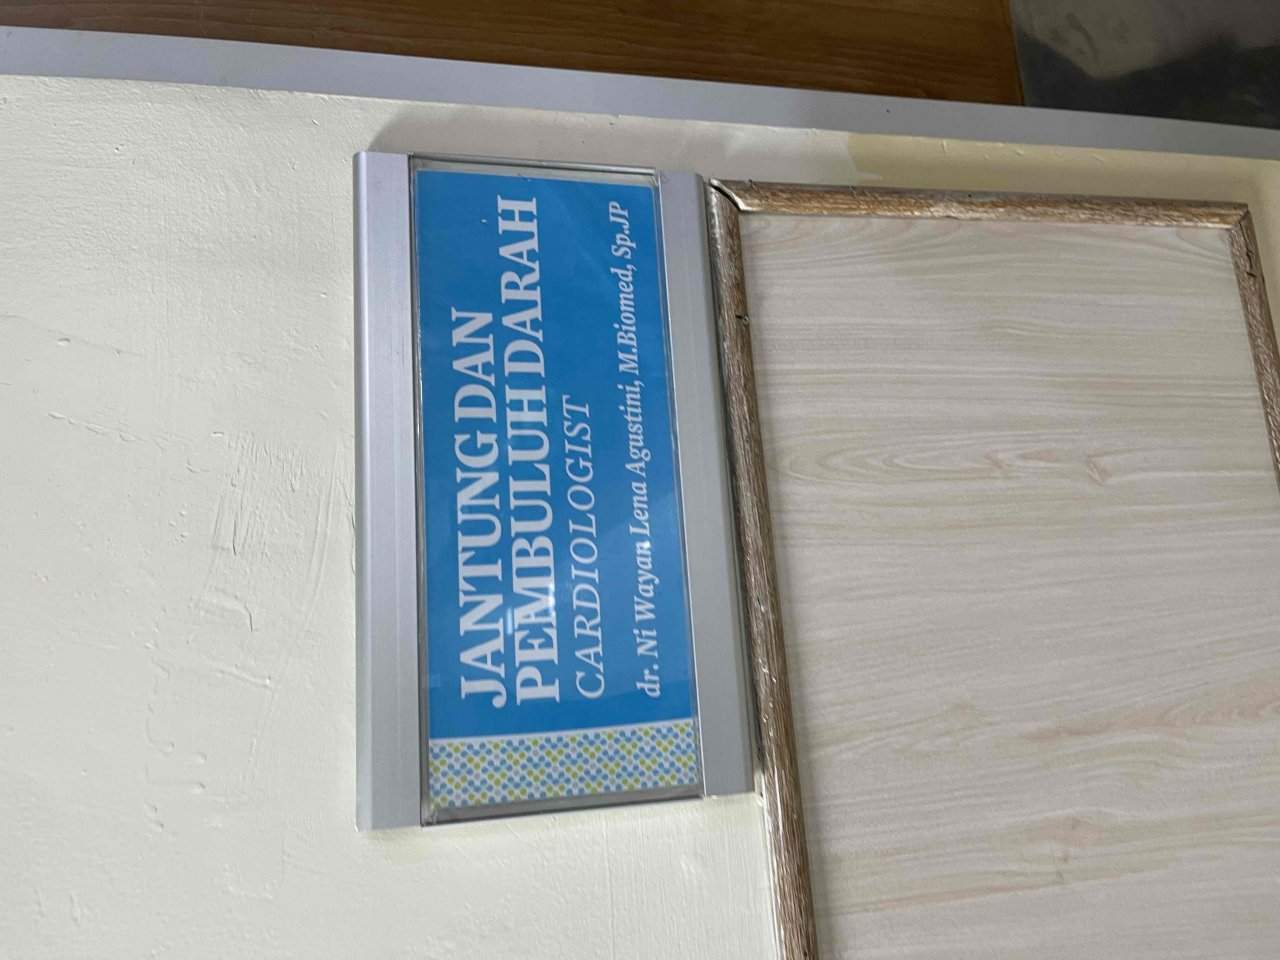 JANTUNG DAN
PEMBULUH DARAH
CARDIOLOGIST
dr. Ni Wayan Lena Agustini, M.Biomed, Sp.JP